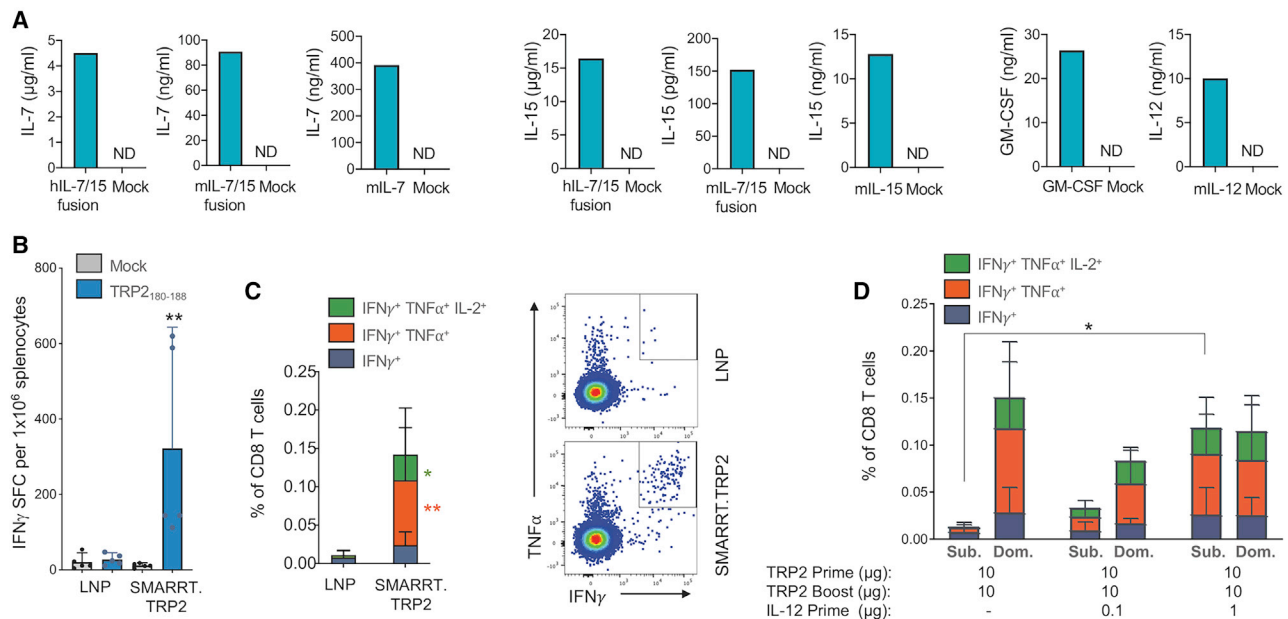 A
IL-7 (µg/ml)
5
4
3
2
1
0
ND
hIL-7/15 Mock
fusion
IL-7 (ng/ml)
100
80
60
40
20
0
ND
mIL-7/15 Mock
fusion
IL-7 (ng/ml)
500
400
300
200
100
0
ND
mIL-7 Mock
IL-15 (µg/ml)
20
15
10
5
0
ND
hIL-7/15 Mock
fusion
IL-15 (pg/ml)
200
150
100
50
0
ND
mIL-7/15 Mock
fusion
IL-15 (ng/ml)
15
10
5
0
ND
mIL-15 Mock
GM-CSF (ng/ml)
30
20
10
0
ND
GM-CSF Mock
IL-12 (ng/ml)
15
10
5
0
ND
mIL-12 Mock
B
Mock
TRP2180-188
IFNγ SFC per 1x10⁶ splenocytes
800
600
400
200
0
**
LNP
SMARRT.
TRP2
C
IFNγ⁺ TNFα⁺ IL-2⁺
IFNγ⁺ TNFα⁺
IFNγ⁺
% of CD8 T cells
0.25
0.20
0.15
0.10
0.05
0.00
*
**
LNP
SMARRT.
TRP2
TNFα
IFNγ
LNP
SMARRT.TRP2
D
IFNγ⁺ TNFα⁺ IL-2⁺
IFNγ⁺ TNFα⁺
IFNγ⁺
% of CD8 T cells
0.25
0.20
0.15
0.10
0.05
0.00
*
Sub. Dom. Sub. Dom. Sub. Dom.
TRP2 Prime (µg): 10 10 10
TRP2 Boost (µg): 10 10 10
IL-12 Prime (µg): - 0.1 1